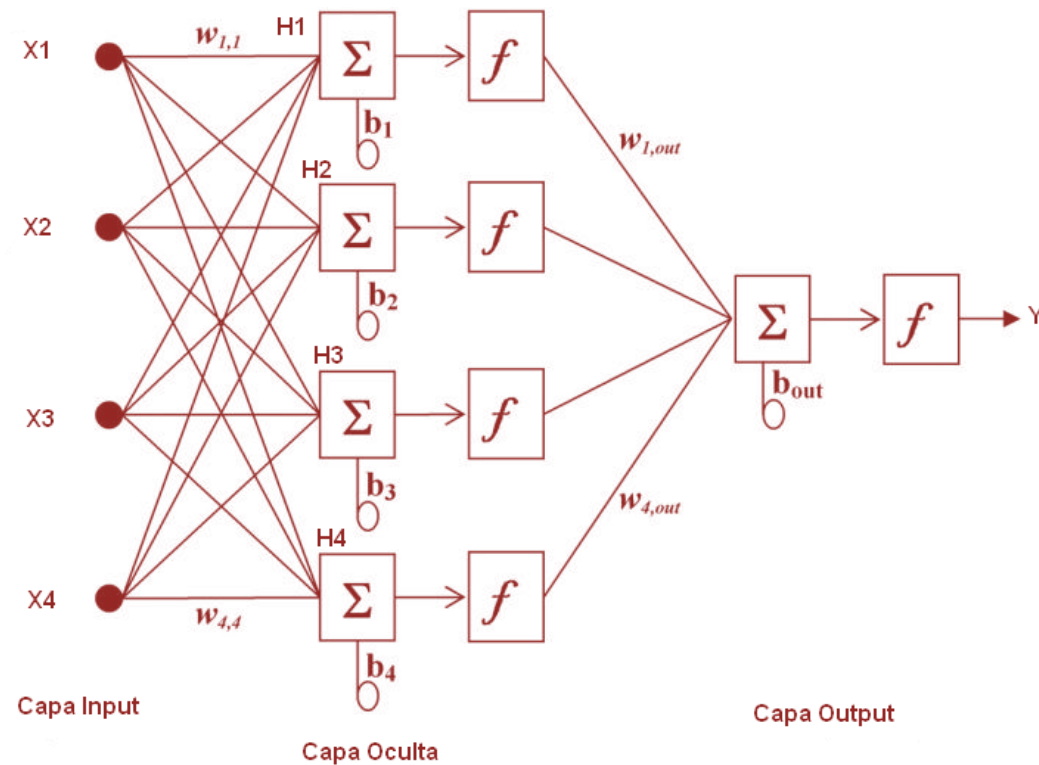 X1
w1,1
H1
Σ
f
b1
w1,out
X2
H2
Σ
f
b2
Σ
f
Y
bout
X3
H3
Σ
f
b3
w4,out
X4
w4,4
H4
Σ
f
b4
Capa Input
Capa Oculta
Capa Output